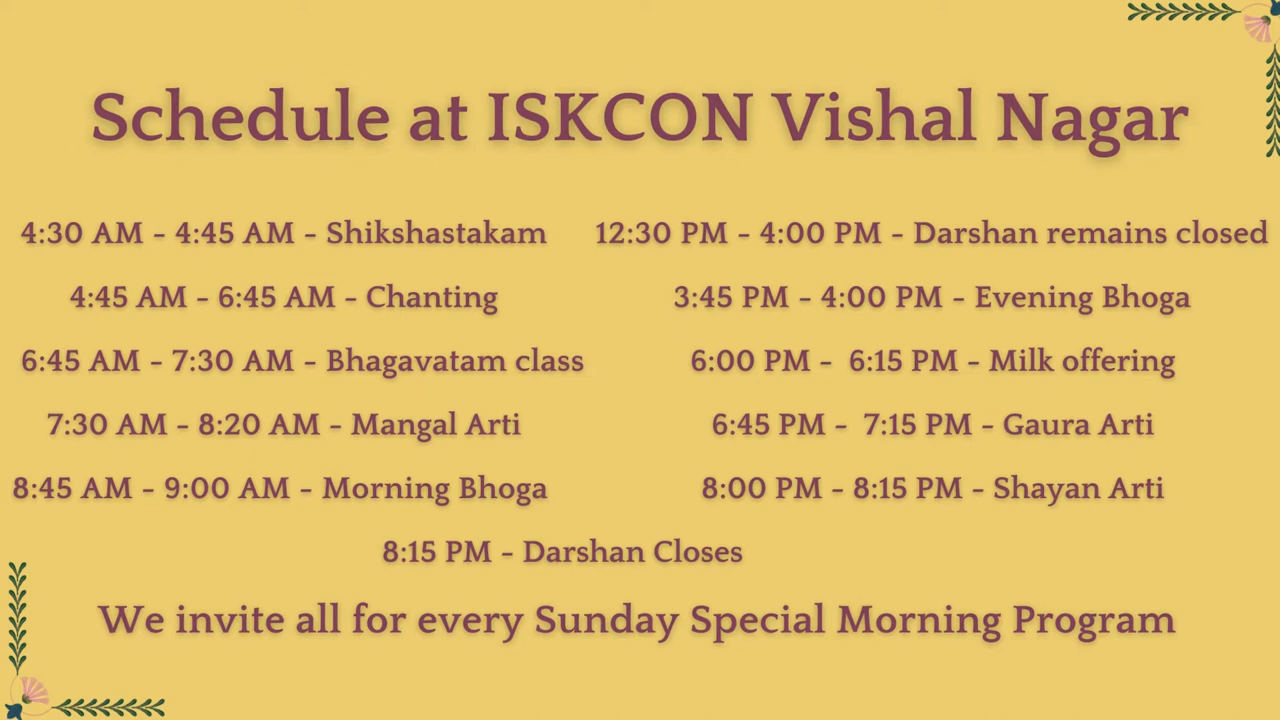 Schedule at ISKCON Vishal Nagar
4:30 AM - 4:45 AM - Shikshastakam
4:45 AM - 6:45 AM - Chanting
6:45 AM - 7:30 AM - Bhagavatam class
7:30 AM - 8:20 AM - Mangal Arti
8:45 AM - 9:00 AM - Morning Bhoga
12:30 PM - 4:00 PM - Darshan remains closed
3:45 PM - 4:00 PM - Evening Bhoga
6:00 PM - 6:15 PM - Milk offering
6:45 PM - 7:15 PM - Gaura Arti
8:00 PM - 8:15 PM - Shayan Arti
8:15 PM - Darshan Closes
We invite all for every Sunday Special Morning Program